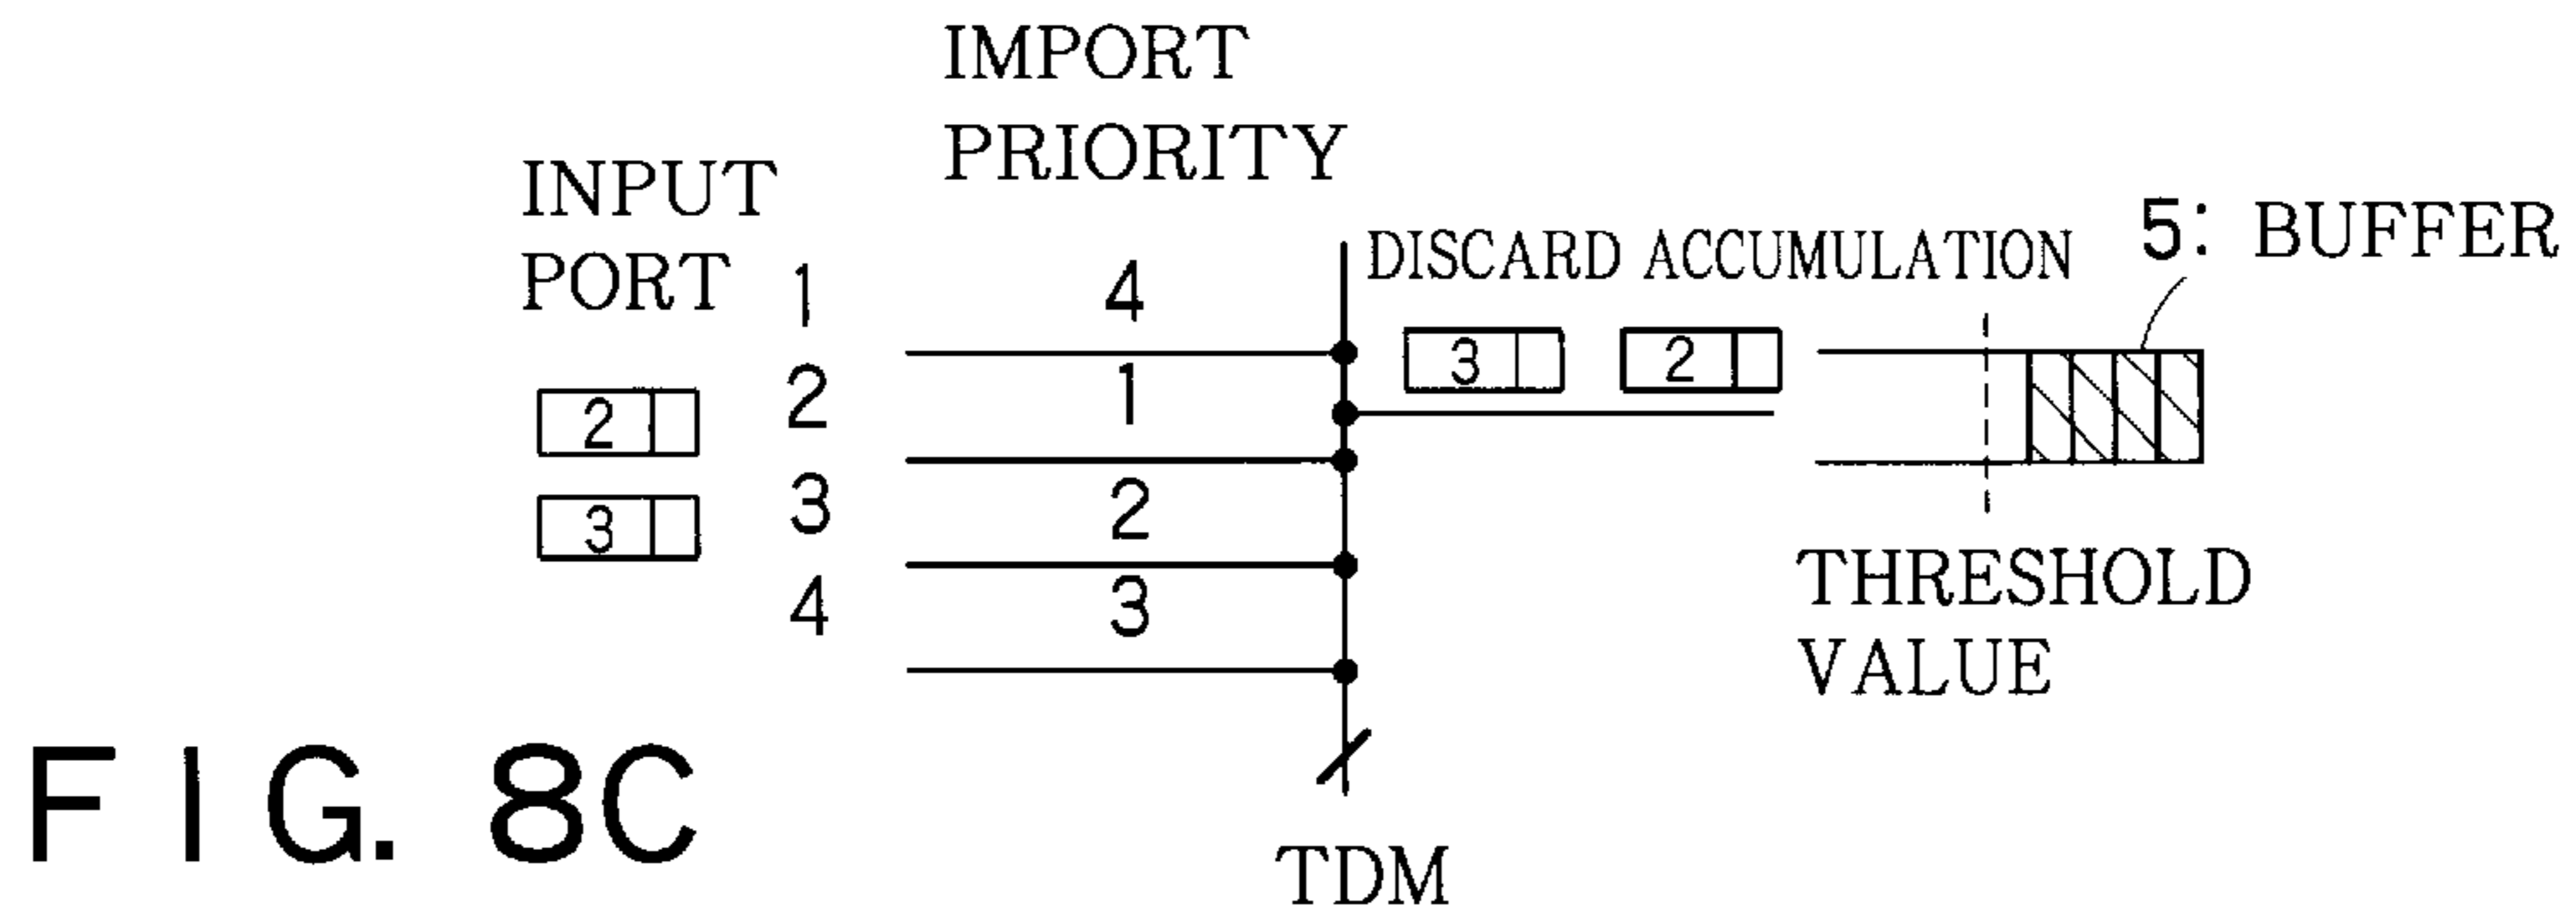 IMPORT
PRIORITY
INPUT
PORT
1 4
2 2 1
3 3 2
4 3
DISCARD ACCUMULATION
3 2
5: BUFFER
THRESHOLD
VALUE
TDM
FIG. 8C